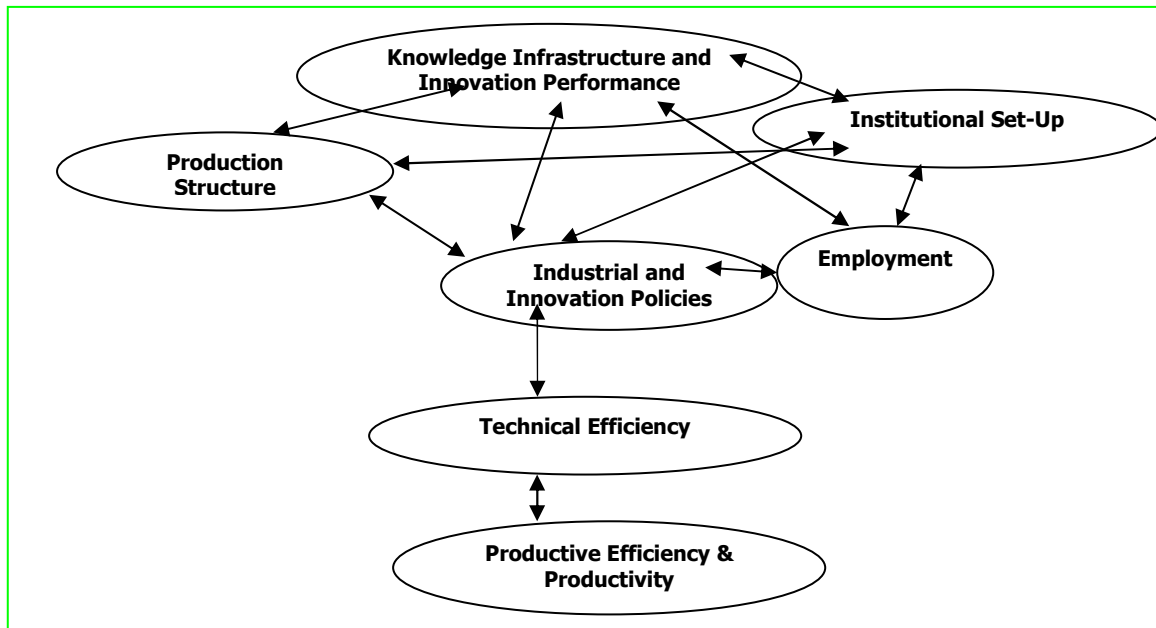 Knowledge Infrastructure and
Innovation Performance
Institutional Set-Up
Production
Structure
Employment
Industrial and
Innovation Policies
Technical Efficiency
Productive Efficiency &
Productivity